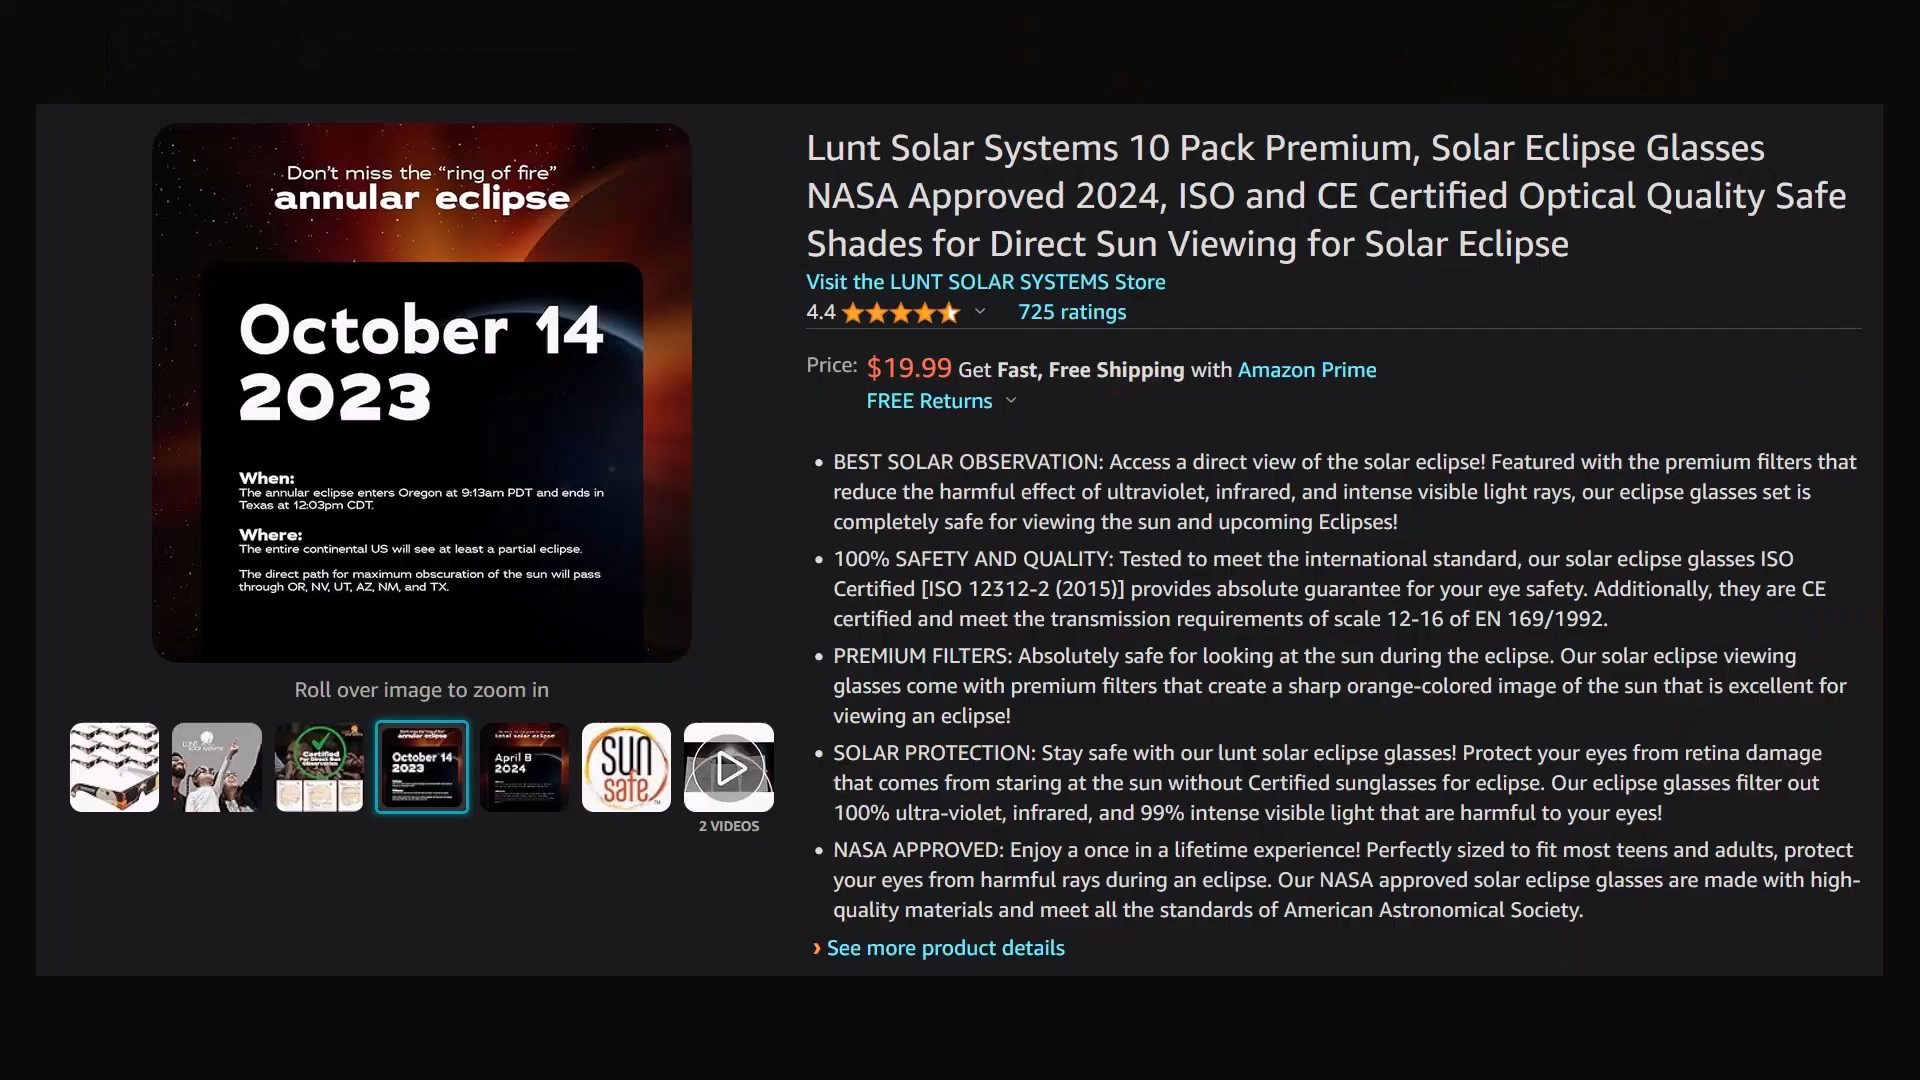 Don't miss the “ring of fire”
annular eclipse
October 14
2023
When:
The annular eclipse enters Oregon at 9:13am PDT and ends in
Texas at 12:03pm CDT.
Where:
The entire continental US will see at least a partial eclipse.
The direct path for maximum obscuration of the sun will pass
through OR, NV, UT, AZ, NM, and TX.
Roll over image to zoom in
Certified
For Direct Sun
Observation
annular eclipse
October 14
2023
total solar eclipse
April 8
2024
SUN
safe
2 VIDEOS
Lunt Solar Systems 10 Pack Premium, Solar Eclipse Glasses
NASA Approved 2024, ISO and CE Certified Optical Quality Safe
Shades for Direct Sun Viewing for Solar Eclipse
Visit the LUNT SOLAR SYSTEMS Store
4.4 725 ratings
Price: $19.99 Get Fast, Free Shipping with Amazon Prime
FREE Returns
• BEST SOLAR OBSERVATION: Access a direct view of the solar eclipse! Featured with the premium filters that
reduce the harmful effect of ultraviolet, infrared, and intense visible light rays, our eclipse glasses set is
completely safe for viewing the sun and upcoming Eclipses!
• 100% SAFETY AND QUALITY: Tested to meet the international standard, our solar eclipse glasses ISO
Certified [ISO 12312-2 (2015)] provides absolute guarantee for your eye safety. Additionally, they are CE
certified and meet the transmission requirements of scale 12-16 of EN 169/1992.
• PREMIUM FILTERS: Absolutely safe for looking at the sun during the eclipse. Our solar eclipse viewing
glasses come with premium filters that create a sharp orange-colored image of the sun that is excellent for
viewing an eclipse!
• SOLAR PROTECTION: Stay safe with our lunt solar eclipse glasses! Protect your eyes from retina damage
that comes from staring at the sun without Certified sunglasses for eclipse. Our eclipse glasses filter out
100% ultra-violet, infrared, and 99% intense visible light that are harmful to your eyes!
• NASA APPROVED: Enjoy a once in a lifetime experience! Perfectly sized to fit most teens and adults, protect
your eyes from harmful rays during an eclipse. Our NASA approved solar eclipse glasses are made with high-
quality materials and meet all the standards of American Astronomical Society.
› See more product details